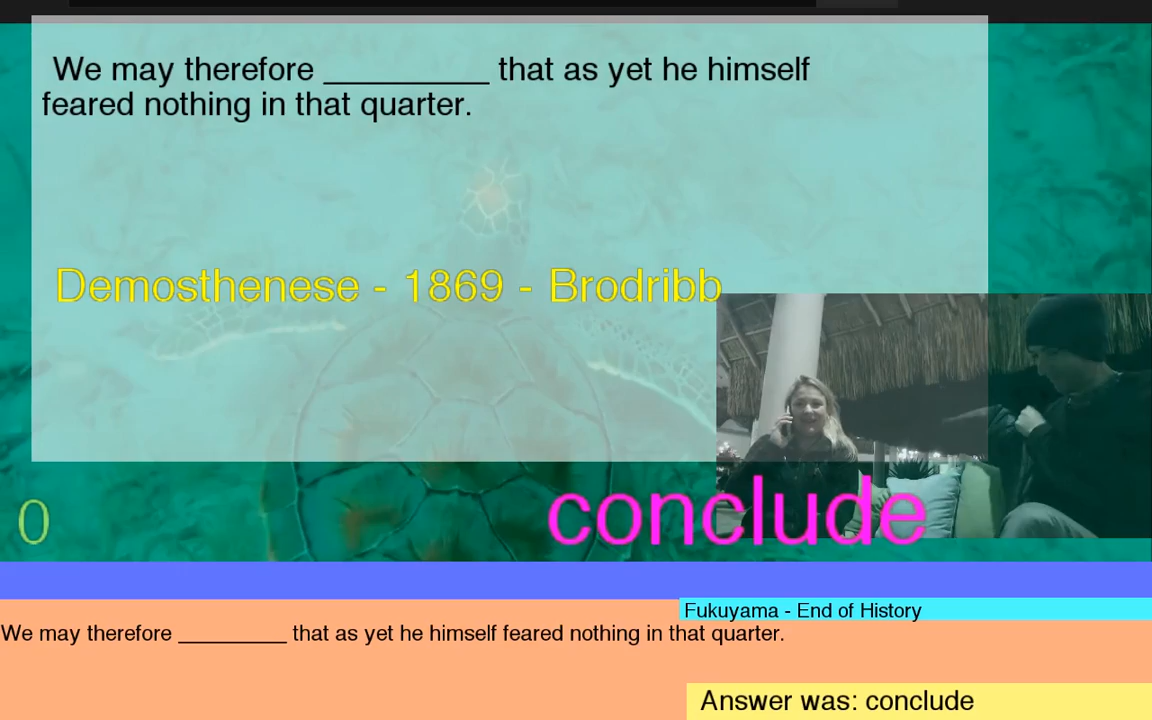 We may therefore _________ that as yet he himself
feared nothing in that quarter.
Demosthenese - 1869 - Brodribb
0
conclude
Fukuyama - End of History
We may therefore _________ that as yet he himself feared nothing in that quarter.
Answer was: conclude